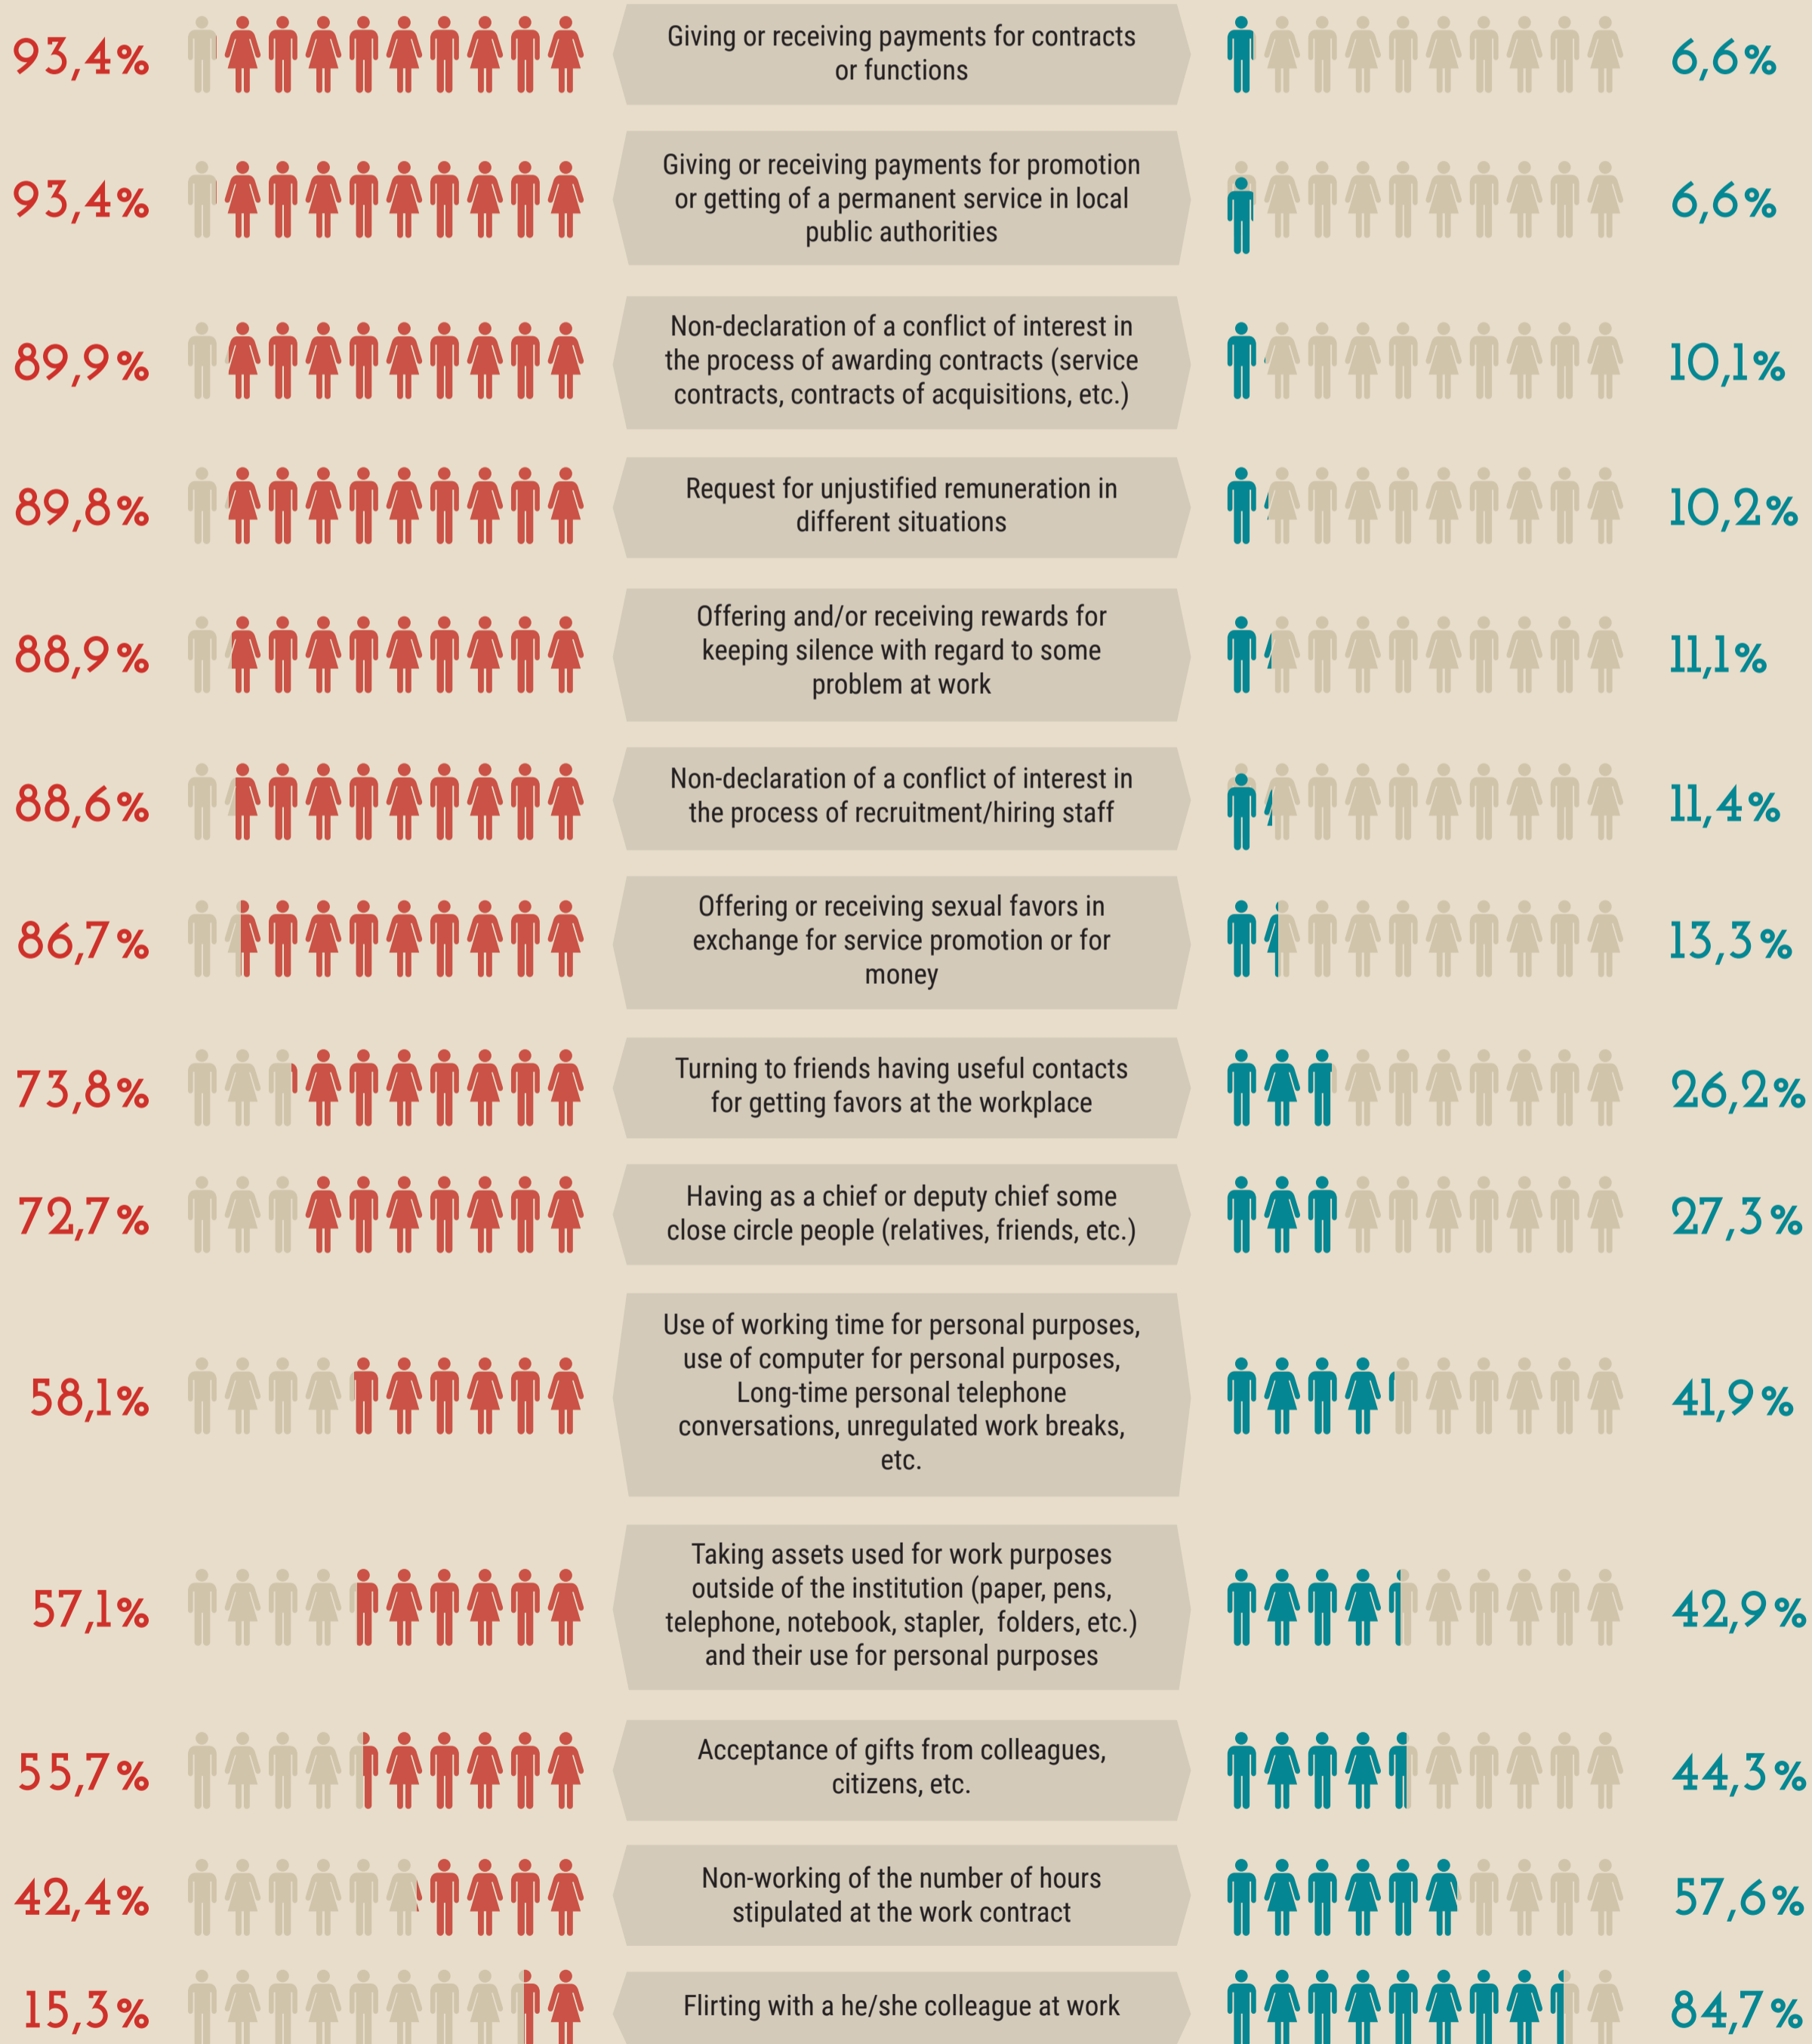 93,4%
Giving or receiving payments for contracts
or functions
6,6%
93,4%
Giving or receiving payments for promotion
or getting of a permanent service in local
public authorities
6,6%
89,9%
Non-declaration of a conflict of interest in
the process of awarding contracts (service
contracts, contracts of acquisitions, etc.)
10,1%
89,8%
Request for unjustified remuneration in
different situations
10,2%
88,9%
Offering and/or receiving rewards for
keeping silence with regard to some
problem at work
11,1%
88,6%
Non-declaration of a conflict of interest in
the process of recruitment/hiring staff
11,4%
86,7%
Offering or receiving sexual favors in
exchange for service promotion or for
money
13,3%
73,8%
Turning to friends having useful contacts
for getting favors at the workplace
26,2%
72,7%
Having as a chief or deputy chief some
close circle people (relatives, friends, etc.)
27,3%
58,1%
Use of working time for personal purposes,
use of computer for personal purposes,
Long-time personal telephone
conversations, unregulated work breaks,
etc.
41,9%
57,1%
Taking assets used for work purposes
outside of the institution (paper, pens,
telephone, notebook, stapler, folders, etc.)
and their use for personal purposes
42,9%
55,7%
Acceptance of gifts from colleagues,
citizens, etc.
44,3%
42,4%
Non-working of the number of hours
stipulated at the work contract
57,6%
15,3%
Flirting with a he/she colleague at work
84,7%